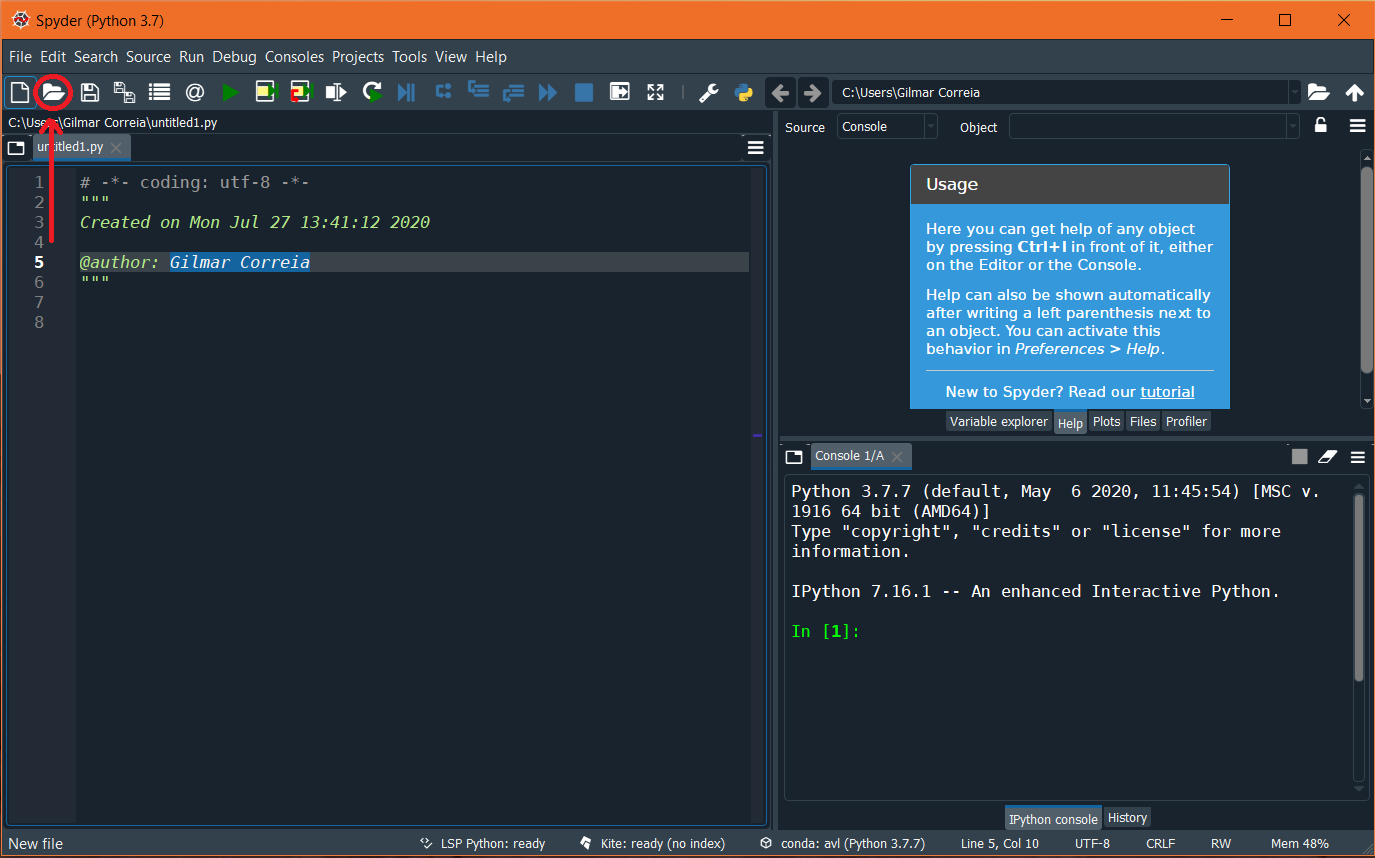 Spyder (Python 3.7)
File Edit Search Source Run Debug Consoles Projects Tools View Help
C:\Users\Gilmar Correia
C:\Users\Gilmar Correia\untitled1.py
untitled1.py
1 # -*- coding: utf-8 -*-
2 """
3 Created on Mon Jul 27 13:41:12 2020
4
5 @author: Gilmar Correia
6 """
7
8
Source Console Object
Usage
Here you can get help of any object
by pressing Ctrl+I in front of it, either
on the Editor or the Console.
Help can also be shown automatically
after writing a left parenthesis next to
an object. You can activate this
behavior in Preferences > Help.
New to Spyder? Read our tutorial
Variable explorer Help Plots Files Profiler
Console 1/A
Python 3.7.7 (default, May  6 2020, 11:45:54) [MSC v.
1916 64 bit (AMD64)]
Type "copyright", "credits" or "license" for more
information.
IPython 7.16.1 -- An enhanced Interactive Python.
In [1]:
IPython console History
New file LSP Python: ready Kite: ready (no index) conda: avl (Python 3.7.7) Line 5, Col 10 UTF-8 CRLF RW Mem 48%